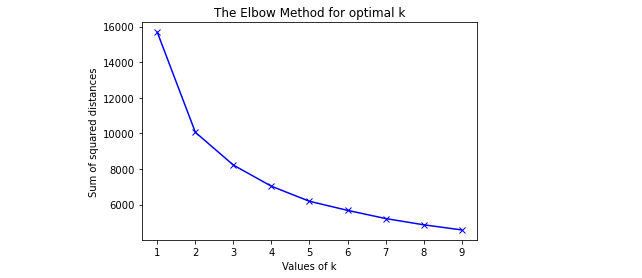 The Elbow Method for optimal k
Sum of squared distances
16000
14000
12000
10000
8000
6000
1 2 3 4 5 6 7 8 9
Values of k